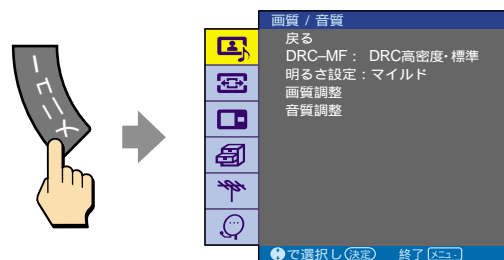 メニュー
画質 / 音質
戻る
DRC–MF： DRC高密度･標準
明るさ設定：マイルド
画質調整
音質調整
で選択し 決定 終了 メニュー